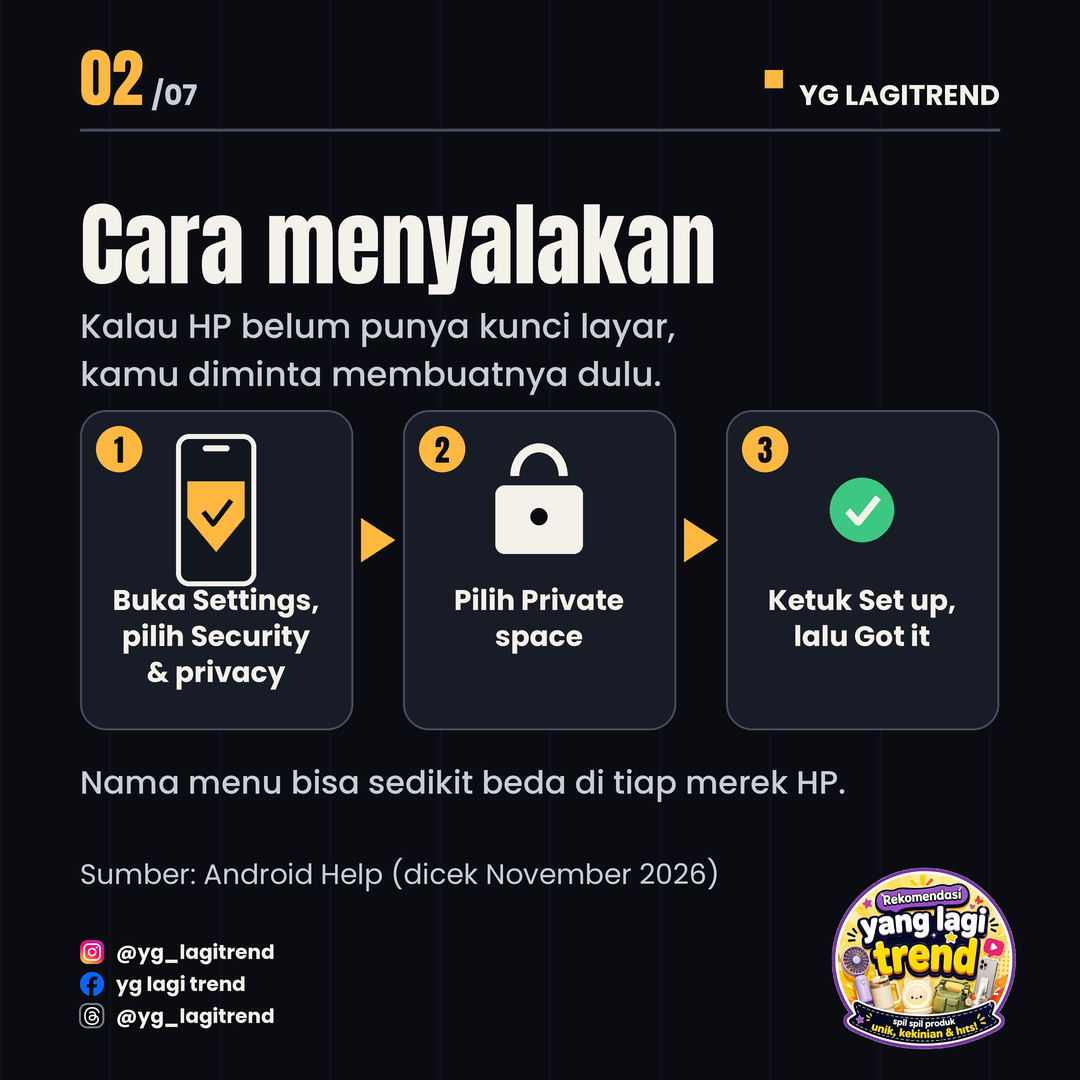 02 /07
YG LAGITREND
Cara menyalakan
Kalau HP belum punya kunci layar,
kamu diminta membuatnya dulu.
1
Buka Settings,
pilih Security
& privacy
2
Pilih Private
space
3
Ketuk Set up,
lalu Got it
Nama menu bisa sedikit beda di tiap merek HP.
Sumber: Android Help (dicek November 2026)
@yg_lagitrend
yg lagi trend
@yg_lagitrend
Rekomendasi
yang lagi
trend
spil spil produk
unik, kekinian & hits!